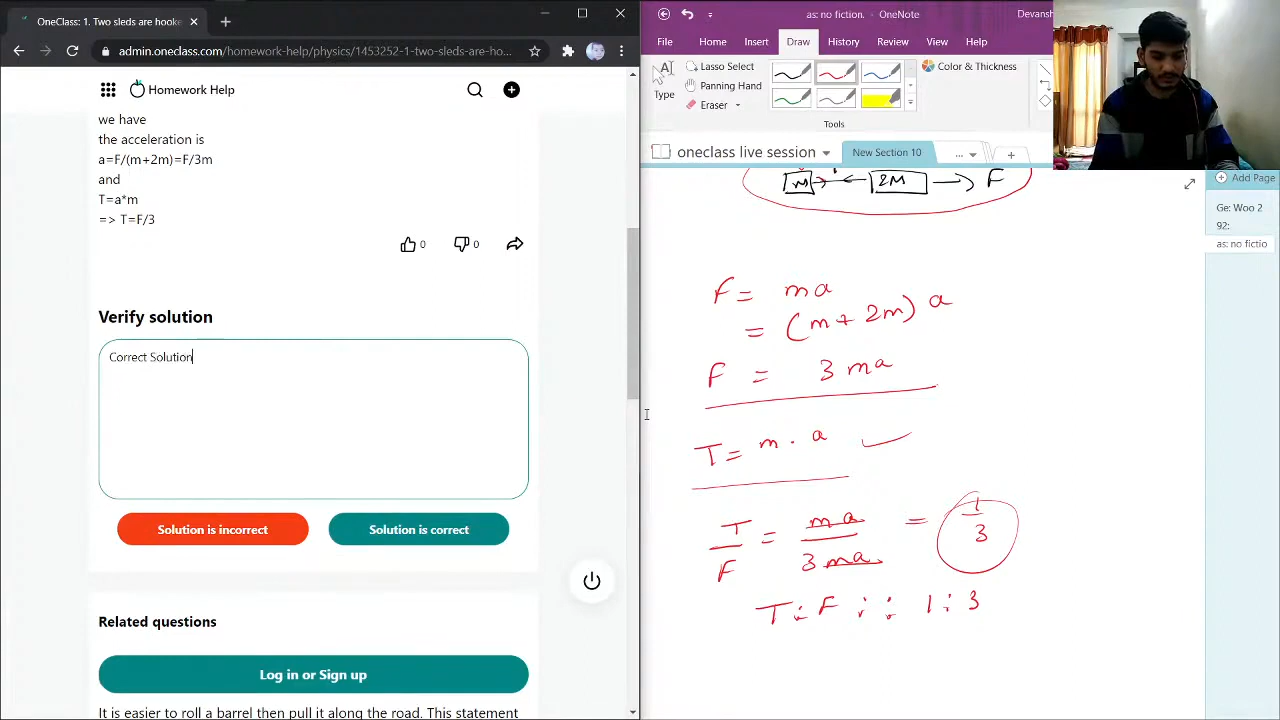 OneClass: 1. Two sleds are hooke
admin.oneclass.com/homework-help/physics/1453252-1-two-sleds-are-ho...
Homework Help
we have
the acceleration is
a=F/(m+2m)=F/3m
and
T=a*m
=> T=F/3
0
0
Verify solution
Correct Solution
Solution is incorrect
Solution is correct
Related questions
Log in or Sign up
It is easier to roll a barrel then pull it along the road. This statement
as: no fiction. - OneNote
Devansh
File Home Insert Draw History Review View Help
Type
Lasso Select
Panning Hand
Eraser
Color & Thickness
Tools
oneclass live session
New Section 10
...
Add Page
Ge: Woo 2
92:
as: no fictio
m 2M F
F = ma
= (m + 2m) a
F = 3 ma
T = m . a
T/F = ma/3ma = 1/3
T : F :: 1 : 3